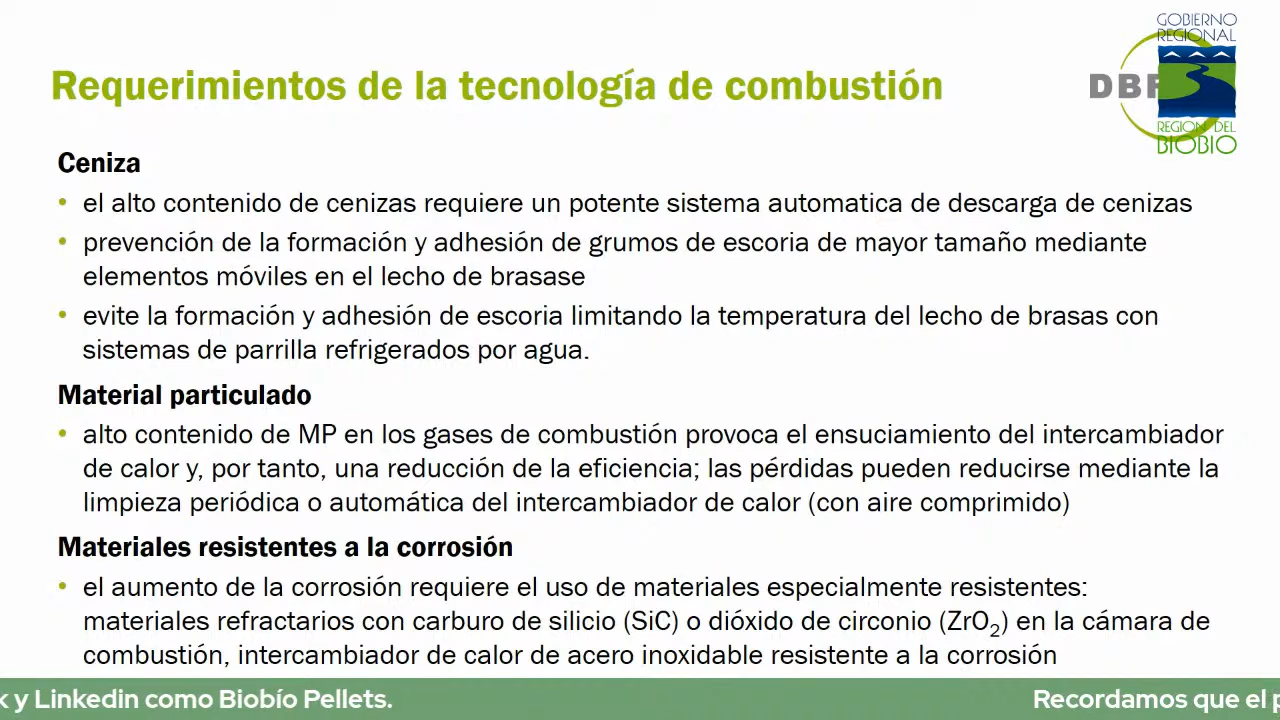 GOBIERNO
REGIONAL
Requerimientos de la tecnología de combustión
DBF
REGION DEL
BIOBIO
Ceniza
• el alto contenido de cenizas requiere un potente sistema automatica de descarga de cenizas
• prevención de la formación y adhesión de grumos de escoria de mayor tamaño mediante
elementos móviles en el lecho de brasase
• evite la formación y adhesión de escoria limitando la temperatura del lecho de brasas con
sistemas de parrilla refrigerados por agua.
Material particulado
• alto contenido de MP en los gases de combustión provoca el ensuciamiento del intercambiador
de calor y, por tanto, una reducción de la eficiencia; las pérdidas pueden reducirse mediante la
limpieza periódica o automática del intercambiador de calor (con aire comprimido)
Materiales resistentes a la corrosión
• el aumento de la corrosión requiere el uso de materiales especialmente resistentes:
materiales refractarios con carburo de silicio (SiC) o dióxido de circonio (ZrO₂) en la cámara de
combustión, intercambiador de calor de acero inoxidable resistente a la corrosión
y Linkedin como Biobío Pellets. Recordamos que el